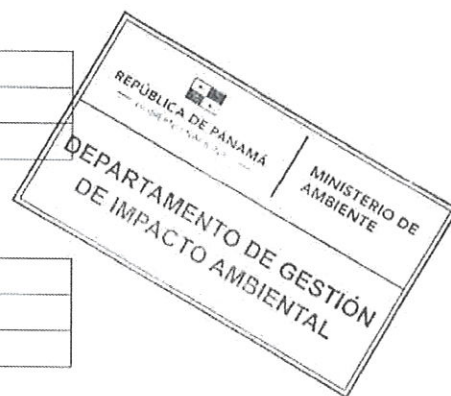 REPÚBLICA DE PANAMÁ
MINISTERIO DE
AMBIENTE
DEPARTAMENTO DE GESTIÓN
DE IMPACTO AMBIENTAL